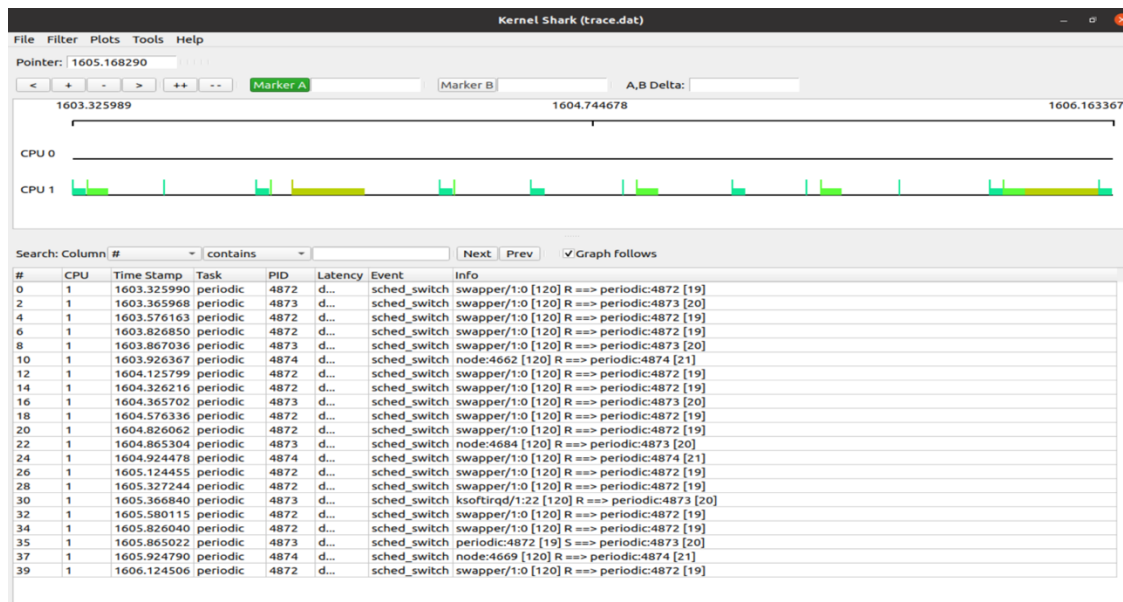 Kernel Shark (trace.dat)
File Filter Plots Tools Help
Pointer: 1605.168290
< + - > ++ -- Marker A Marker B A,B Delta:
1603.325989 1604.744678 1606.163367
CPU 0
CPU 1
Search: Column # contains Next Prev Graph follows
# CPU Time Stamp Task PID Latency Event Info
0 1 1603.325990 periodic 4872 d... sched_switch swapper/1:0 [120] R ==> periodic:4872 [19]
2 1 1603.365968 periodic 4873 d... sched_switch swapper/1:0 [120] R ==> periodic:4873 [20]
4 1 1603.576163 periodic 4872 d... sched_switch swapper/1:0 [120] R ==> periodic:4872 [19]
6 1 1603.826850 periodic 4872 d... sched_switch swapper/1:0 [120] R ==> periodic:4872 [19]
8 1 1603.867036 periodic 4873 d... sched_switch swapper/1:0 [120] R ==> periodic:4873 [20]
10 1 1603.926367 periodic 4874 d... sched_switch node:4662 [120] R ==> periodic:4874 [21]
12 1 1604.125799 periodic 4872 d... sched_switch swapper/1:0 [120] R ==> periodic:4872 [19]
14 1 1604.326216 periodic 4872 d... sched_switch swapper/1:0 [120] R ==> periodic:4872 [19]
16 1 1604.365702 periodic 4873 d... sched_switch swapper/1:0 [120] R ==> periodic:4873 [20]
18 1 1604.576336 periodic 4872 d... sched_switch swapper/1:0 [120] R ==> periodic:4872 [19]
20 1 1604.826062 periodic 4872 d... sched_switch swapper/1:0 [120] R ==> periodic:4872 [19]
22 1 1604.865304 periodic 4873 d... sched_switch node:4684 [120] R ==> periodic:4873 [20]
24 1 1604.924478 periodic 4874 d... sched_switch swapper/1:0 [120] R ==> periodic:4874 [21]
26 1 1605.124455 periodic 4872 d... sched_switch swapper/1:0 [120] R ==> periodic:4872 [19]
28 1 1605.327244 periodic 4872 d... sched_switch swapper/1:0 [120] R ==> periodic:4872 [19]
30 1 1605.366840 periodic 4873 d... sched_switch ksoftirqd/1:22 [120] R ==> periodic:4873 [20]
32 1 1605.580115 periodic 4872 d... sched_switch swapper/1:0 [120] R ==> periodic:4872 [19]
34 1 1605.826040 periodic 4872 d... sched_switch swapper/1:0 [120] R ==> periodic:4872 [19]
35 1 1605.865022 periodic 4873 d... sched_switch periodic:4872 [19] S ==> periodic:4873 [20]
37 1 1605.924790 periodic 4874 d... sched_switch node:4669 [120] R ==> periodic:4874 [21]
39 1 1606.124506 periodic 4872 d... sched_switch swapper/1:0 [120] R ==> periodic:4872 [19]